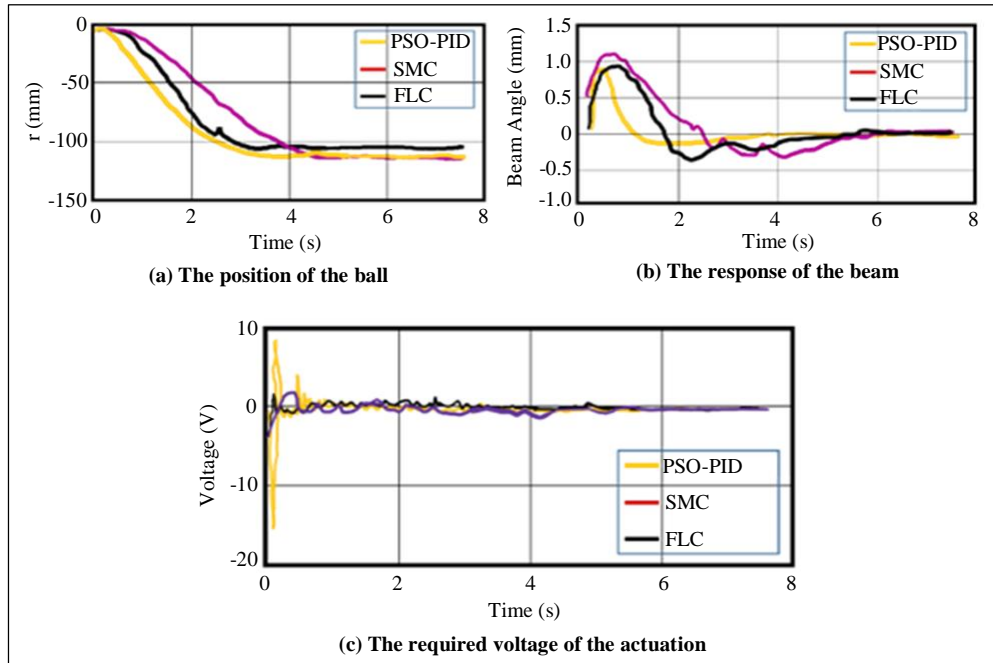 0
-50
-100
-150
r (mm)
PSO-PID
SMC
FLC
0 2 4 6 8
Time (s)
(a) The position of the ball
1.5
1.0
0.5
0
-0.5
-1.0
Beam Angle (mm)
PSO-PID
SMC
FLC
0 2 4 6 8
Time (s)
(b) The response of the beam
10
0
-10
-20
Voltage (V)
PSO-PID
SMC
FLC
0 2 4 6 8
Time (s)
(c) The required voltage of the actuation